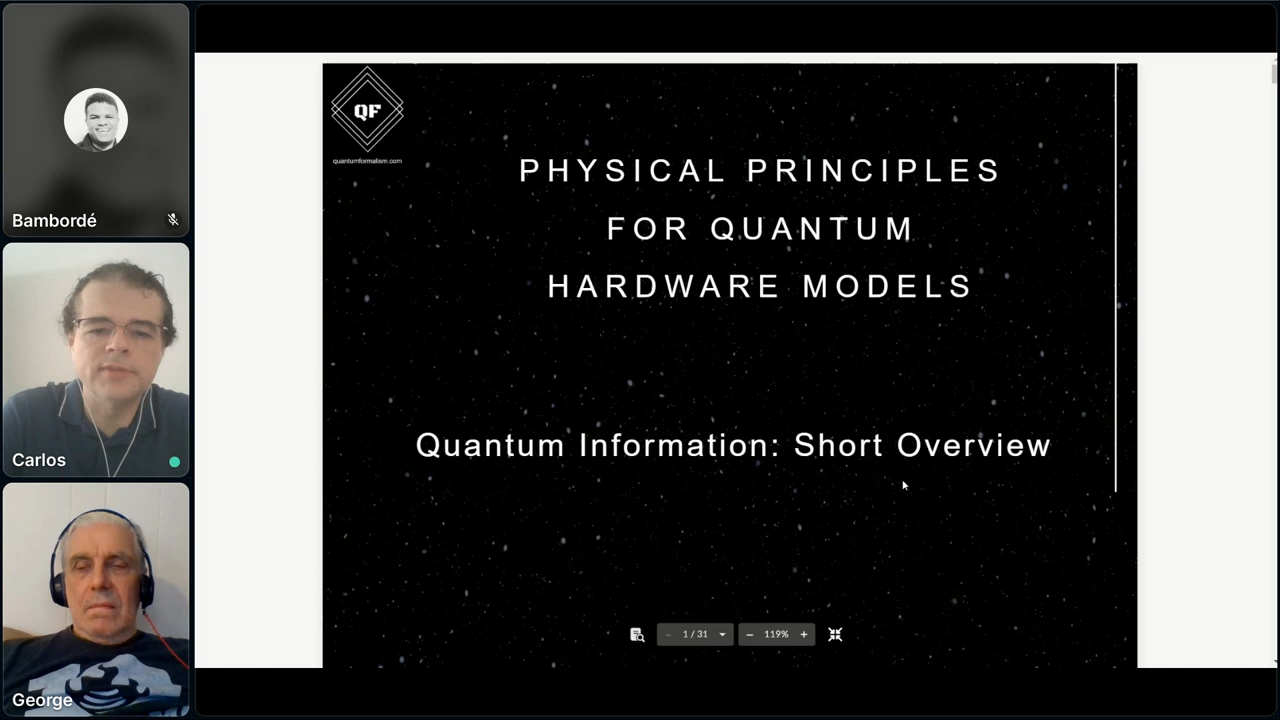 Bambordé
Carlos
George
QF
quantumformalism.com
PHYSICAL PRINCIPLES
FOR QUANTUM
HARDWARE MODELS
Quantum Information: Short Overview
1 / 31
119%